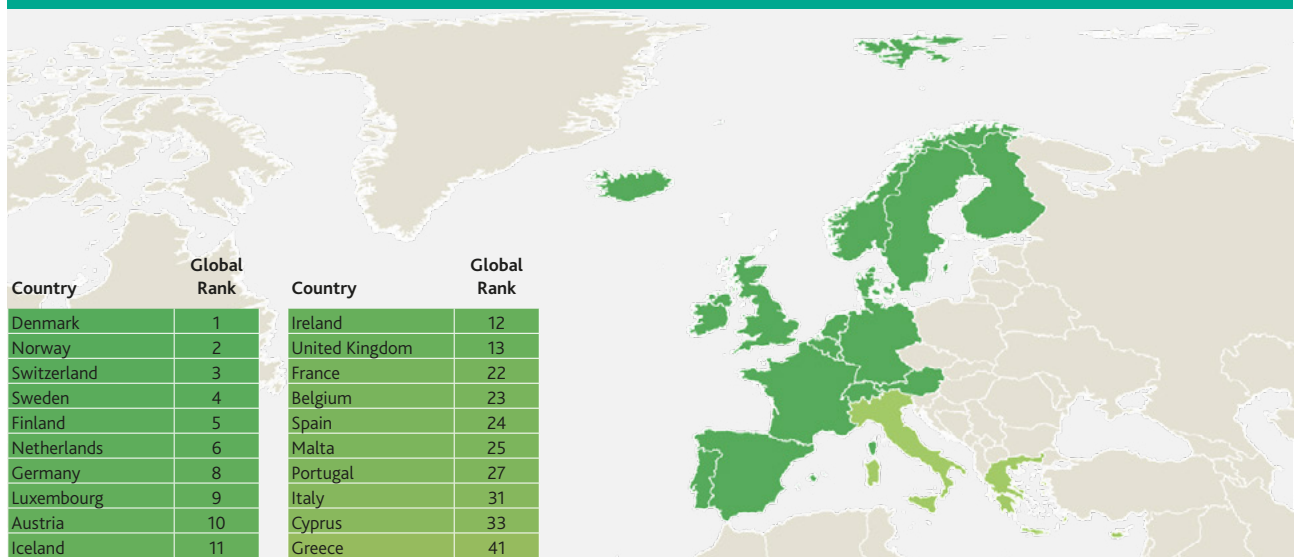 Country Global Rank Country Global Rank
Denmark 1 Ireland 12
Norway 2 United Kingdom 13
Switzerland 3 France 22
Sweden 4 Belgium 23
Finland 5 Spain 24
Netherlands 6 Malta 25
Germany 8 Portugal 27
Luxembourg 9 Italy 31
Austria 10 Cyprus 33
Iceland 11 Greece 41